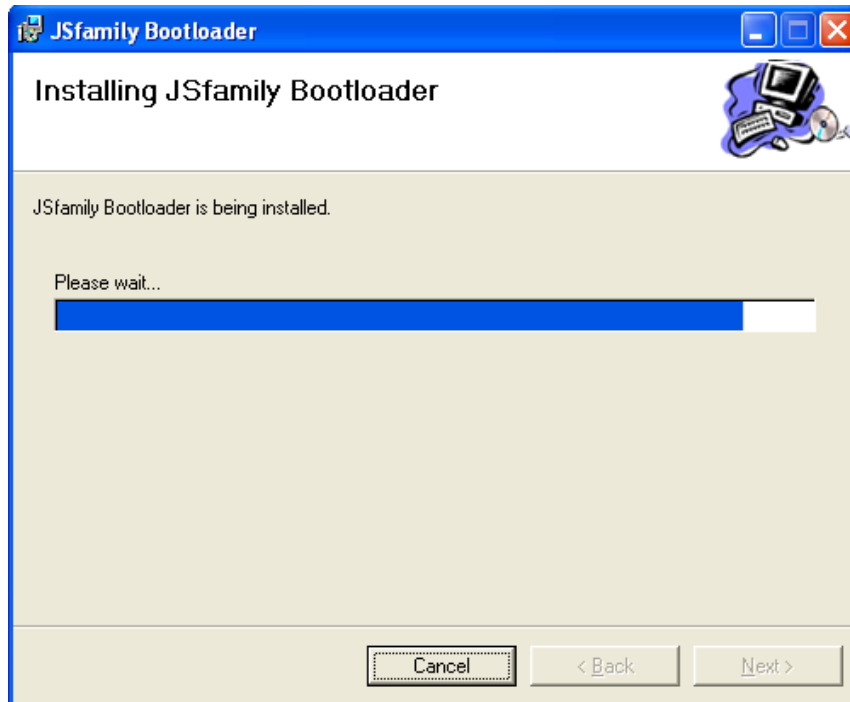 JSfamily Bootloader
Installing JSfamily Bootloader
JSfamily Bootloader is being installed.
Please wait...
Cancel
< Back
Next >